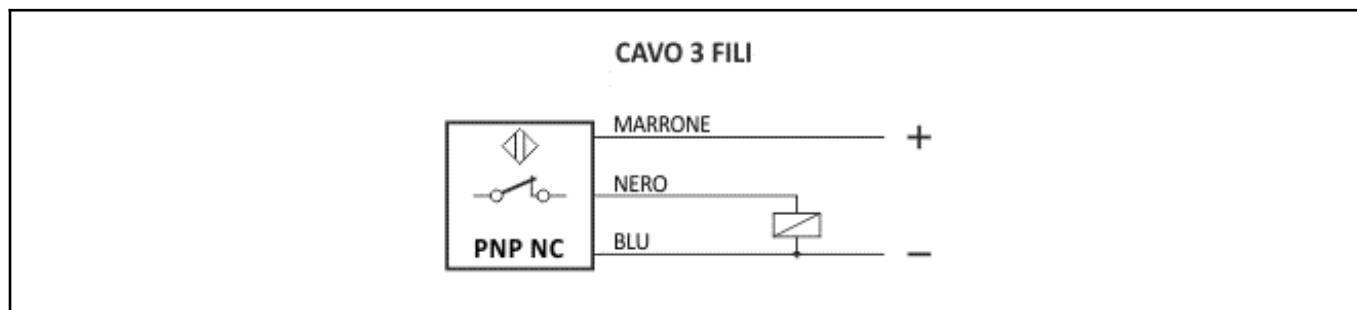 CAVO 3 FILI
MARRONE
+
NERO
PNP NC
BLU
−